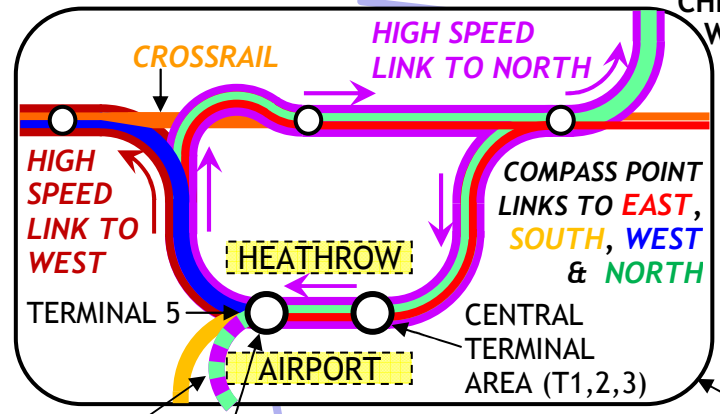 CROSSRAIL
HIGH SPEED
LINK TO NORTH
HIGH
SPEED
LINK TO
WEST
COMPASS POINT
LINKS TO EAST,
SOUTH, WEST
& NORTH
HEATHROW
TERMINAL 5
CENTRAL
TERMINAL
AREA (T1,2,3)
AIRPORT